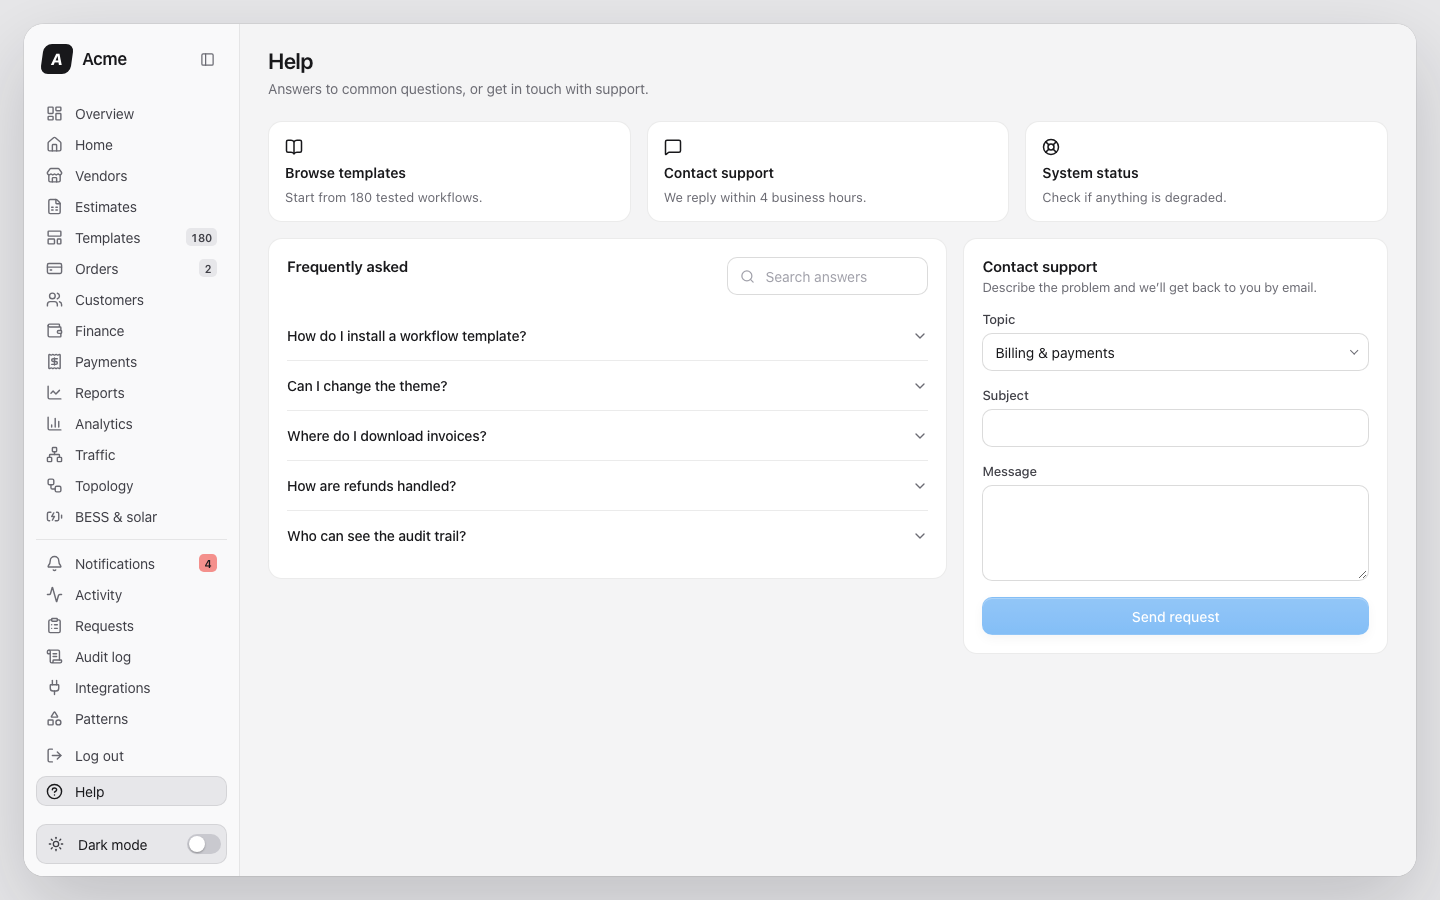 A Acme
Overview
Home
Vendors
Estimates
Templates 180
Orders 2
Customers
Finance
Payments
Reports
Analytics
Traffic
Topology
BESS & solar
Notifications 4
Activity
Requests
Audit log
Integrations
Patterns
Log out
Help
Dark mode
Help
Answers to common questions, or get in touch with support.
Browse templates
Start from 180 tested workflows.
Contact support
We reply within 4 business hours.
System status
Check if anything is degraded.
Frequently asked
Search answers
How do I install a workflow template?
Can I change the theme?
Where do I download invoices?
How are refunds handled?
Who can see the audit trail?
Contact support
Describe the problem and we’ll get back to you by email.
Topic
Billing & payments
Subject
Message
Send request